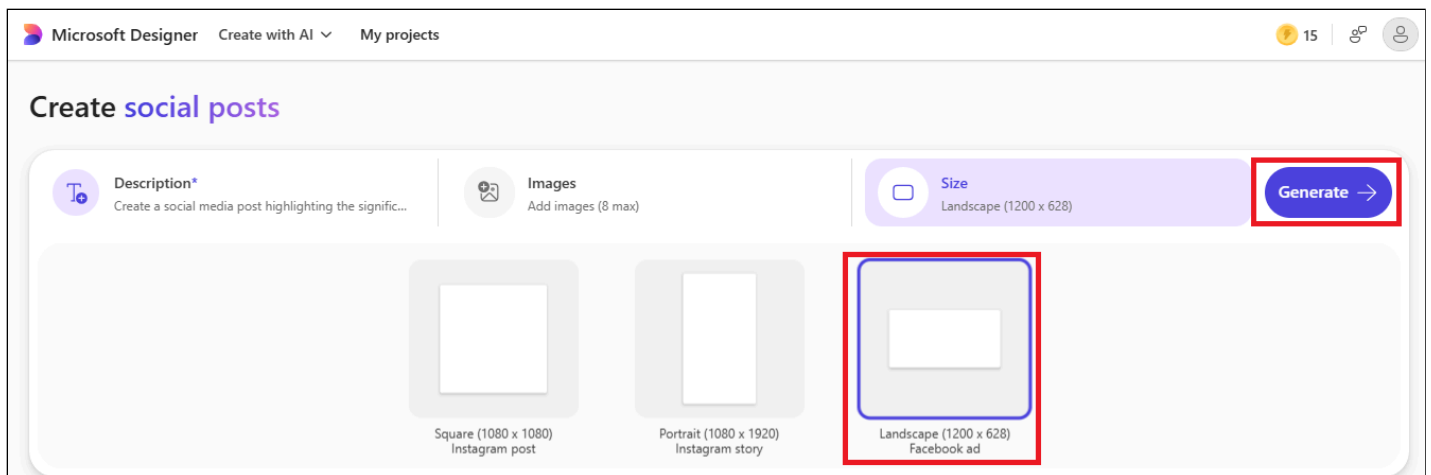 Microsoft Designer Create with AI My projects 15
Create social posts
Description*
Create a social media post highlighting the signific...
Images
Add images (8 max)
Size
Landscape (1200 x 628)
Generate
Square (1080 x 1080)
Instagram post
Portrait (1080 x 1920)
Instagram story
Landscape (1200 x 628)
Facebook ad